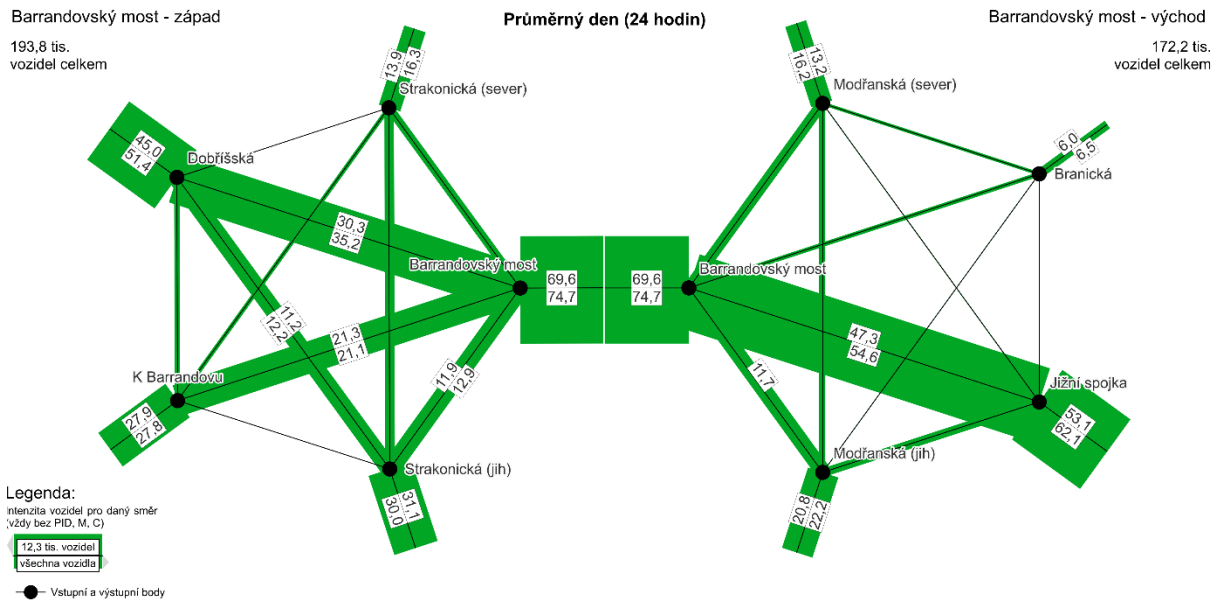 Barrandovský most - západ
Průměrný den (24 hodin)
Barrandovský most - východ
193,8 tis.
vozidel celkem
172,2 tis.
vozidel celkem
13,9
16,3
Strakonická (sever)
16,2
13,2
Modřanská (sever)
45,0
51,4
Dobříšská
6,0
6,5
Branická
30,3
35,2
Barrandovský most
69,6
74,7
69,6
74,7
Barrandovský most
11,2
12,2
21,3
21,1
11,9
12,9
47,3
54,6
11,7
K Barrandovu
27,9
27,8
Jižní spojka
53,1
62,1
Strakonická (jih)
30,0
31,1
Modřanská (jih)
20,8
22,2
Legenda:
Intenzita vozidel pro daný směr
(vždy bez PID, M, C)
12,3 tis. vozidel
všechna vozidla
Vstupní a výstupní body